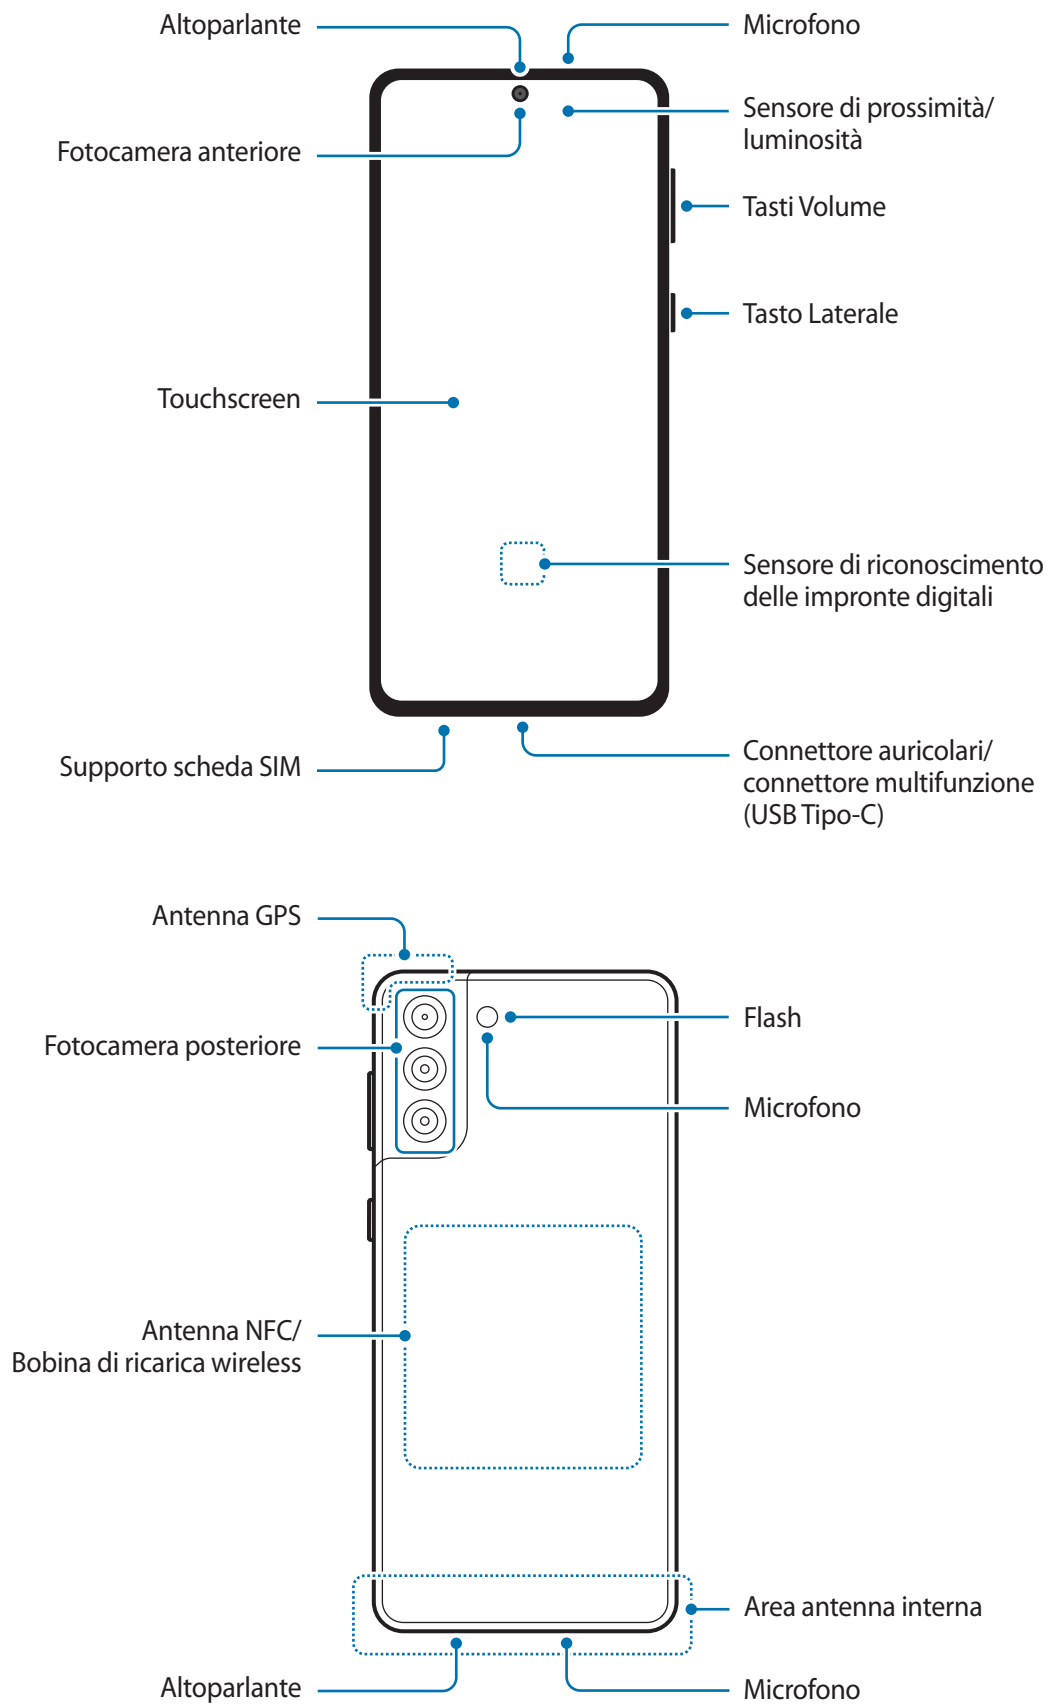 Altoparlante
Microfono
Sensore di prossimità/
luminosità
Fotocamera anteriore
Tasti Volume
Tasto Laterale
Touchscreen
Sensore di riconoscimento
delle impronte digitali
Supporto scheda SIM
Connettore auricolari/
connettore multifunzione
(USB Tipo-C)
Antenna GPS
Flash
Fotocamera posteriore
Microfono
Antenna NFC/
Bobina di ricarica wireless
Area antenna interna
Altoparlante
Microfono